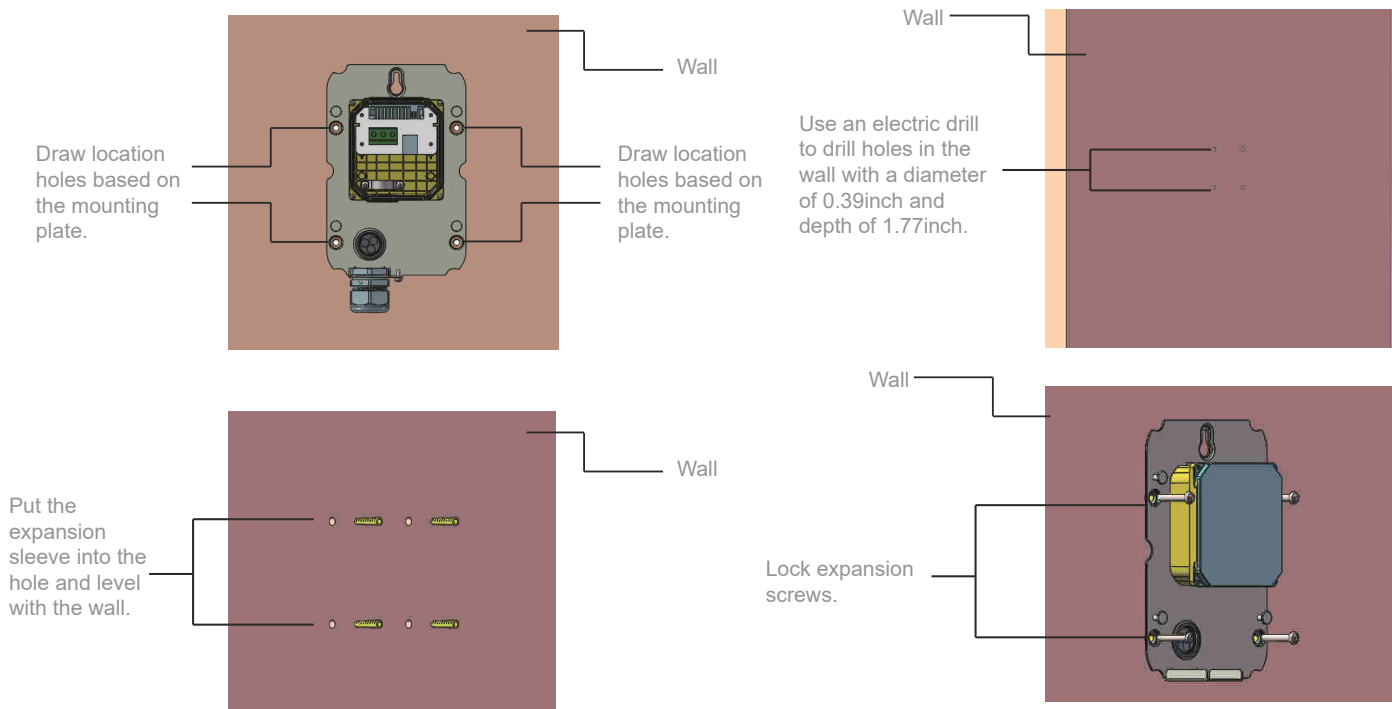 Wall
Draw location
holes based on
the mounting
plate.
Draw location
holes based on
the mounting
plate.
Wall
Use an electric drill
to drill holes in the
wall with a diameter
of 0.39inch and
depth of 1.77inch.
Wall
Put the
expansion
sleeve into the
hole and level
with the wall.
Wall
Lock expansion
screws.